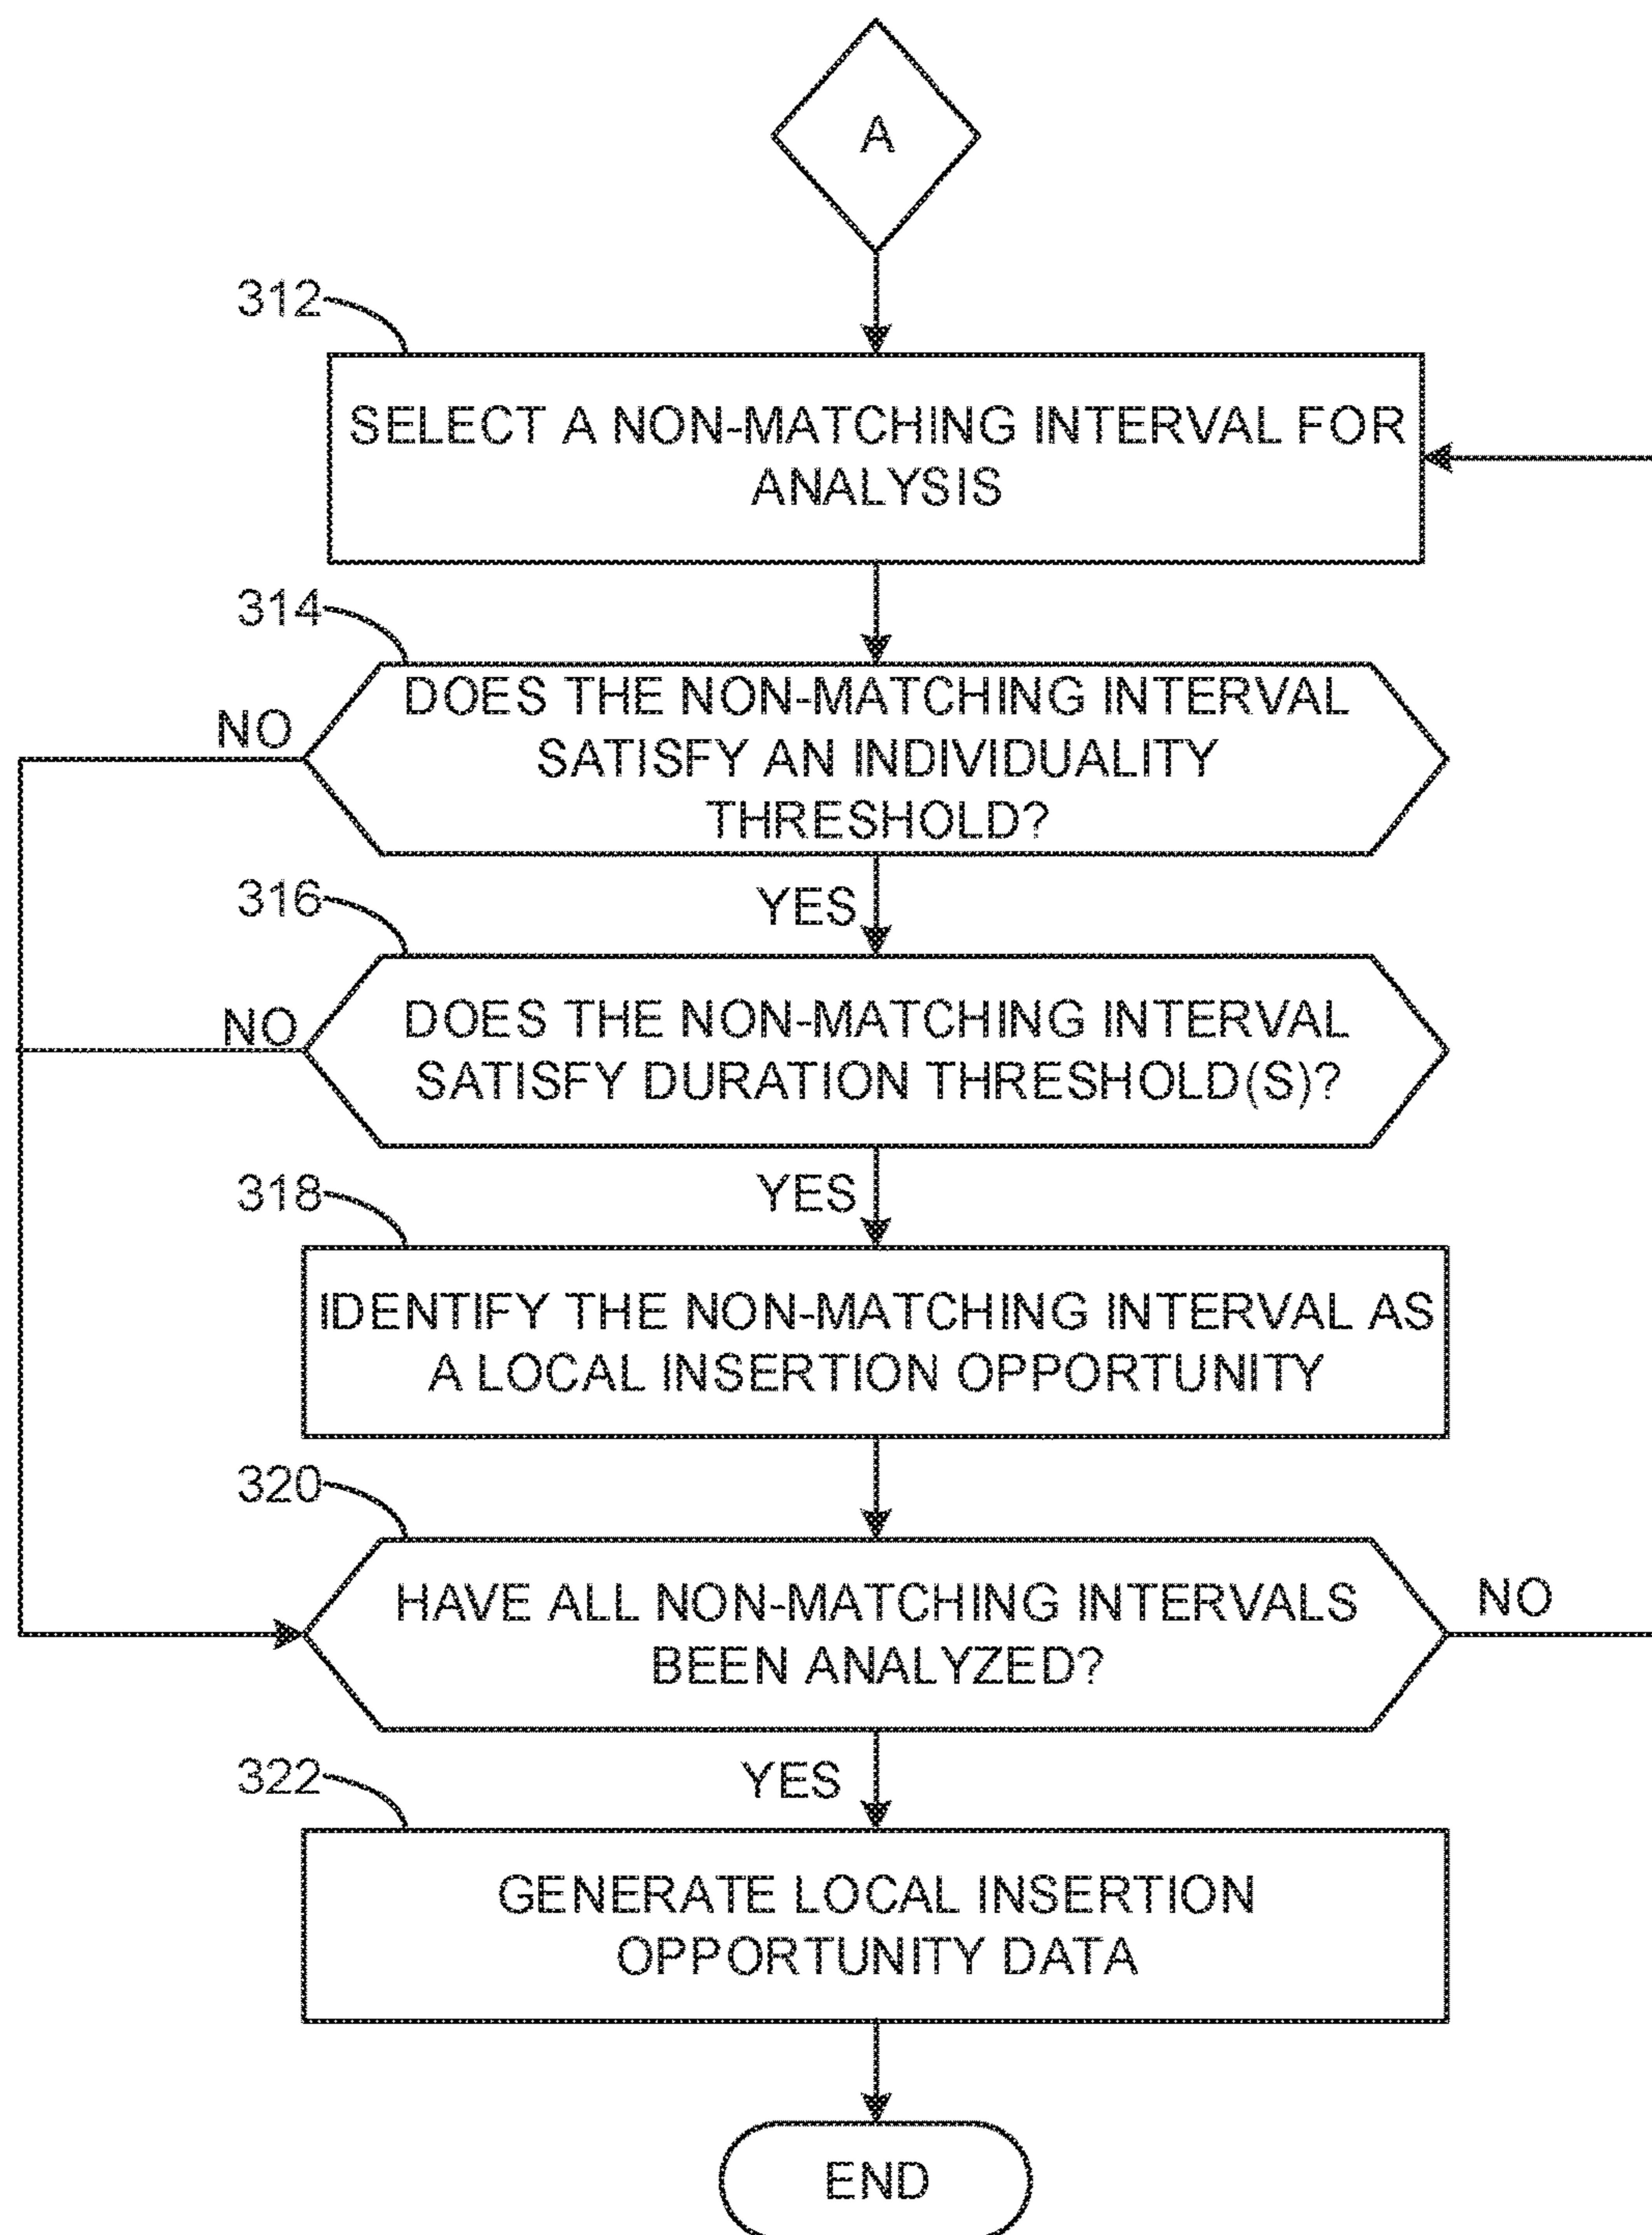 A
312
SELECT A NON-MATCHING INTERVAL FOR
ANALYSIS
314
NO
DOES THE NON-MATCHING INTERVAL
SATISFY AN INDIVIDUALITY
THRESHOLD?
YES
316
NO
DOES THE NON-MATCHING INTERVAL
SATISFY DURATION THRESHOLD(S)?
YES
318
IDENTIFY THE NON-MATCHING INTERVAL AS
A LOCAL INSERTION OPPORTUNITY
320
HAVE ALL NON-MATCHING INTERVALS
BEEN ANALYZED?
NO
YES
322
GENERATE LOCAL INSERTION
OPPORTUNITY DATA
END